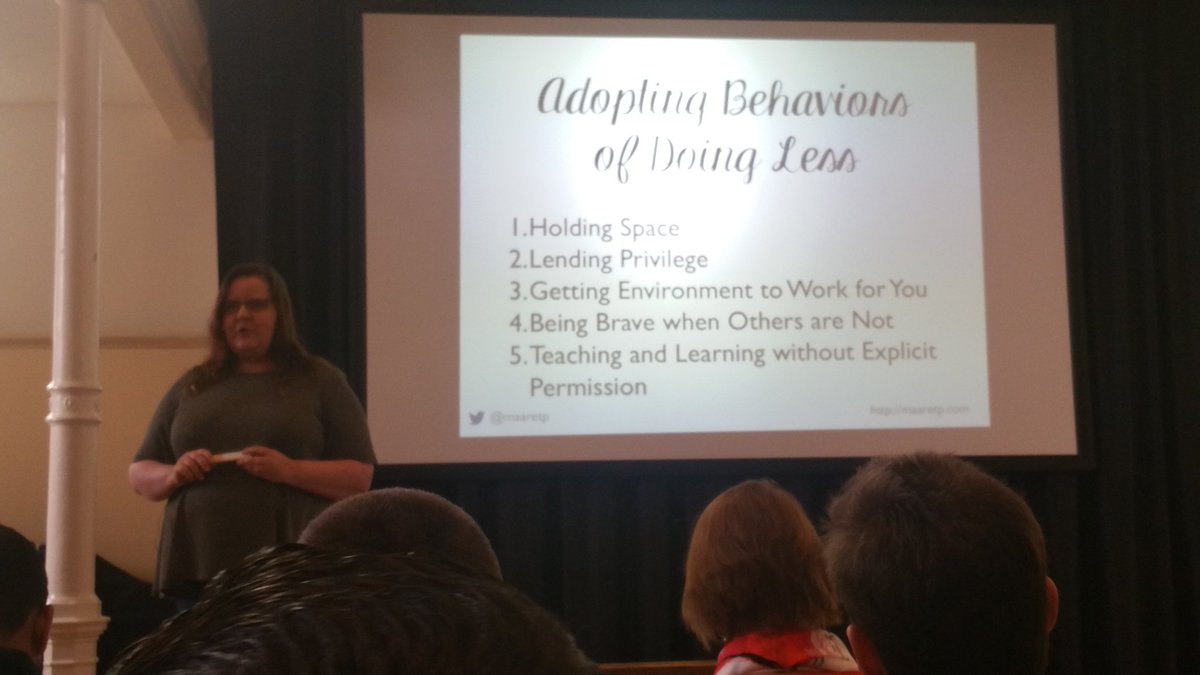 Adopting Behaviors
of Doing Less
1.Holding Space
2.Lending Privilege
3.Getting Environment to Work for You
4.Being Brave when Others are Not
5.Teaching and Learning without Explicit
Permission
@maaretp
http://maaretp.com